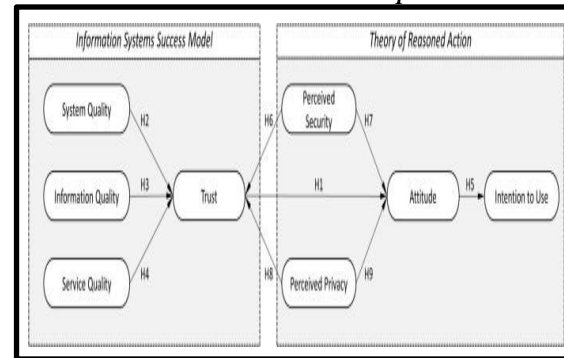 Information Systems Success Model
Theory of Reasoned Action
System Quality
H2
Information Quality
H3
Service Quality
H4
Trust
H6
Perceived
Security
H7
H1
H8
Perceived Privacy
H9
Attitude
H5
Intention to Use